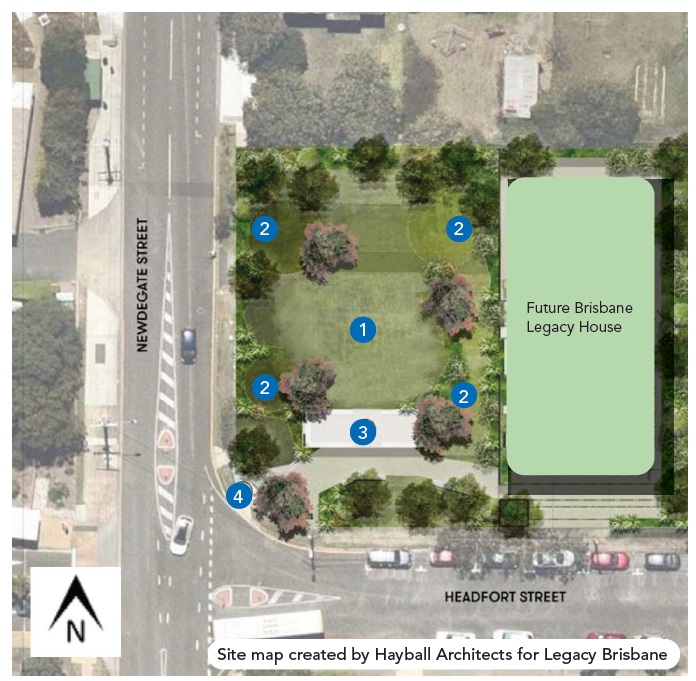 2
2
NEWDEGATE STREET
Future Brisbane
Legacy House
1
2
2
3
4
HEADFORT STREET
N
Site map created by Hayball Architects for Legacy Brisbane